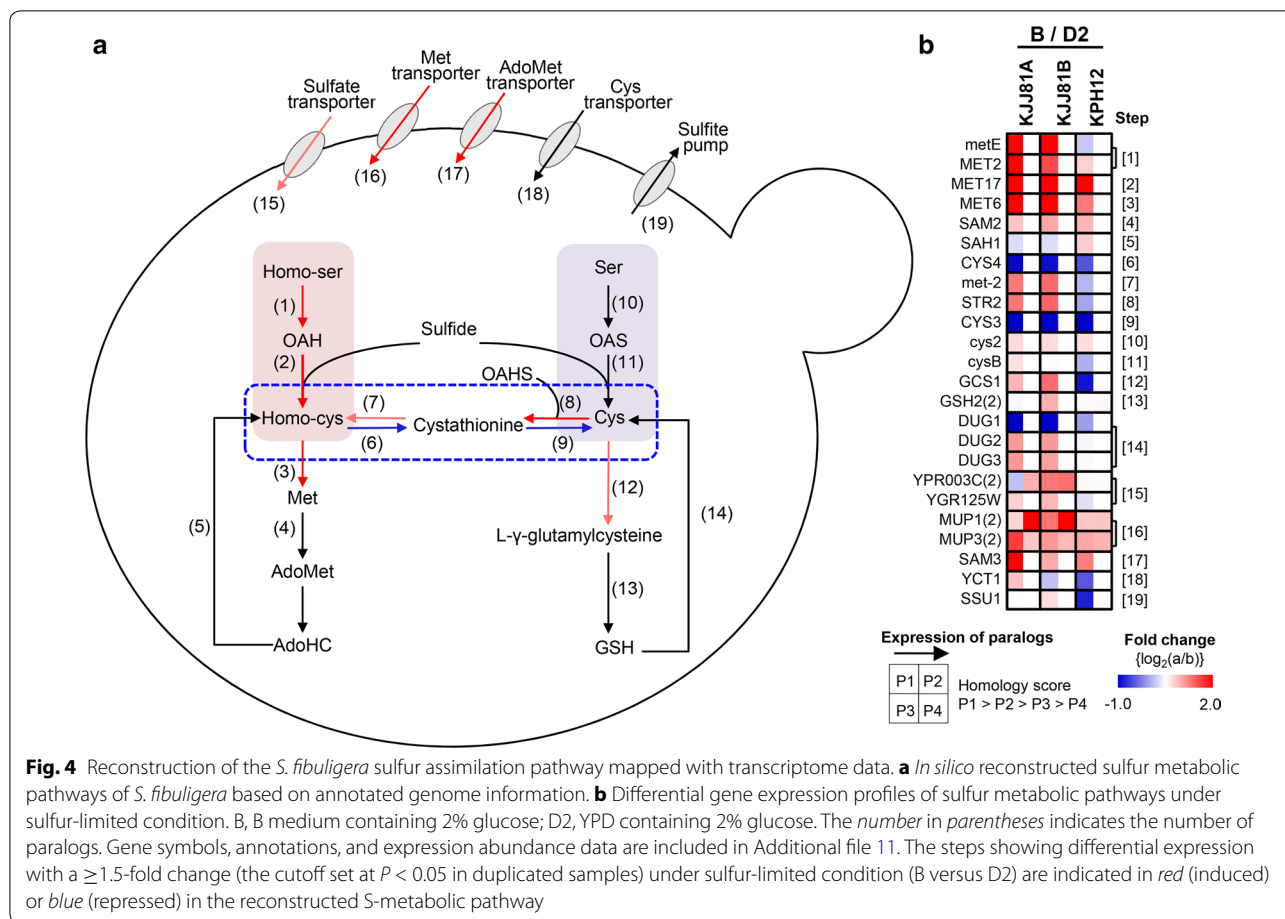 a
Sulfate transporter
Met transporter
AdoMet transporter
Cys transporter
Sulfite pump
(15)
(16)
(17)
(18)
(19)
Homo-ser
(1)
OAH
(2)
Homo-cys
(3)
Met
(4)
AdoMet
AdoHC
(5)
Sulfide
OAHS
(7)
(8)
Cystathionine
(6)
(9)
Ser
(10)
OAS
(11)
Cys
(12)
L-γ-glutamylcysteine
(13)
GSH
(14)
b
B / D2
KJJ81A
KJJ81B
KPH12
Step
metE
MET2
[1]
MET17 [2]
MET6 [3]
SAM2 [4]
SAH1 [5]
CYS4 [6]
met-2 [7]
STR2 [8]
CYS3 [9]
cys2 [10]
cysB [11]
GCS1 [12]
GSH2(2) [13]
DUG1
DUG2
DUG3
[14]
YPR003C(2)
YGR125W
[15]
MUP1(2)
MUP3(2)
[16]
SAM3 [17]
YCT1 [18]
SSU1 [19]
Expression of paralogs
P1 P2
P3 P4
Homology score
P1 > P2 > P3 > P4
Fold change
{log2(a/b)}
-1.0 2.0
Fig. 4 Reconstruction of the S. fibuligera sulfur assimilation pathway mapped with transcriptome data. a In silico reconstructed sulfur metabolic
pathways of S. fibuligera based on annotated genome information. b Differential gene expression profiles of sulfur metabolic pathways under
sulfur-limited condition. B, B medium containing 2% glucose; D2, YPD containing 2% glucose. The number in parentheses indicates the number of
paralogs. Gene symbols, annotations, and expression abundance data are included in Additional file 11. The steps showing differential expression
with a ≥1.5-fold change (the cutoff set at P < 0.05 in duplicated samples) under sulfur-limited condition (B versus D2) are indicated in red (induced)
or blue (repressed) in the reconstructed S-metabolic pathway